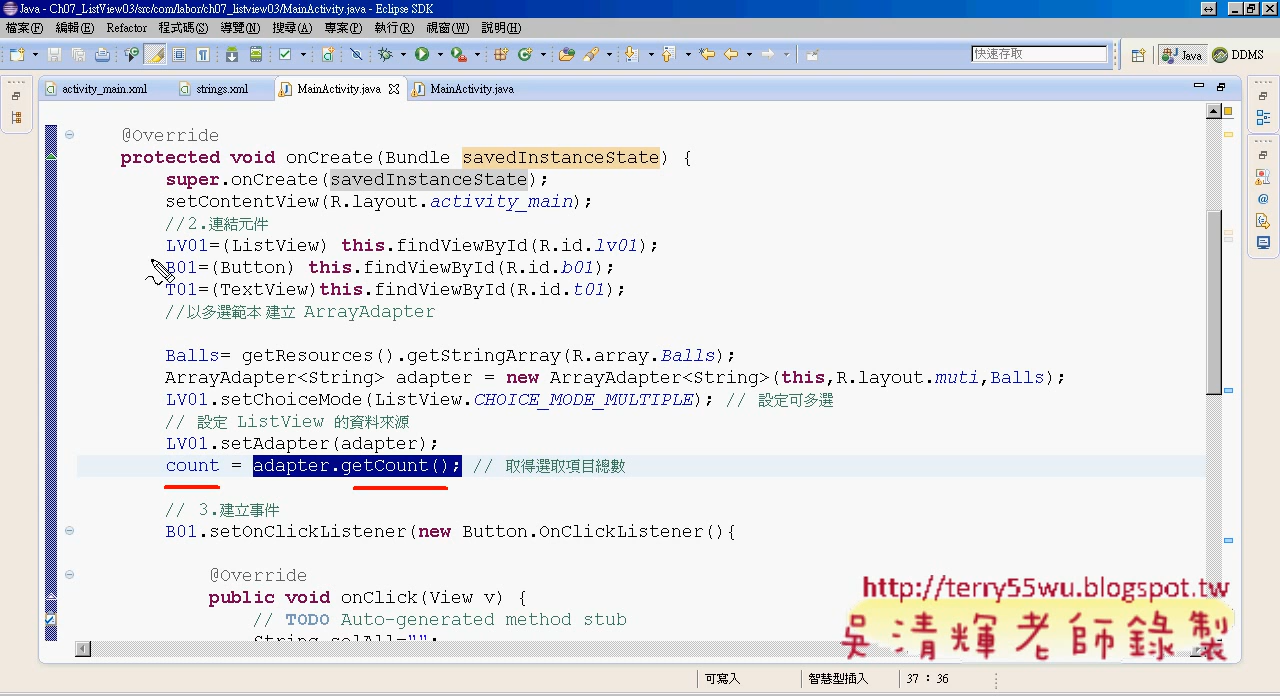 Java - Ch07_ListView03/src/com/labor/ch07_listview03/MainActivity.java - Eclipse SDK
檔案(F) 編輯(E) Refactor 程式碼(S) 導覽(N) 搜尋(A) 專案(P) 執行(R) 視窗(W) 說明(H)
快速存取 Java DDMS
activity_main.xml strings.xml MainActivity.java MainActivity.java
@Override
protected void onCreate(Bundle savedInstanceState) {
super.onCreate(savedInstanceState);
setContentView(R.layout.activity_main);
//2.連結元件
LV01=(ListView) this.findViewById(R.id.lv01);
B01=(Button) this.findViewById(R.id.b01);
T01=(TextView)this.findViewById(R.id.t01);
//以多選範本 建立 ArrayAdapter
Balls= getResources().getStringArray(R.array.Balls);
ArrayAdapter<String> adapter = new ArrayAdapter<String>(this,R.layout.muti,Balls);
LV01.setChoiceMode(ListView.CHOICE_MODE_MULTIPLE); // 設定可多選
// 設定 ListView 的資料來源
LV01.setAdapter(adapter);
count = adapter.getCount(); // 取得選取項目總數
// 3.建立事件
B01.setOnClickListener(new Button.OnClickListener(){
@Override
public void onClick(View v) {
// TODO Auto-generated method stub
String selAll="";
http://terry55wu.blogspot.tw
吳清輝老師錄製
可寫入 智慧型插入 37 : 36